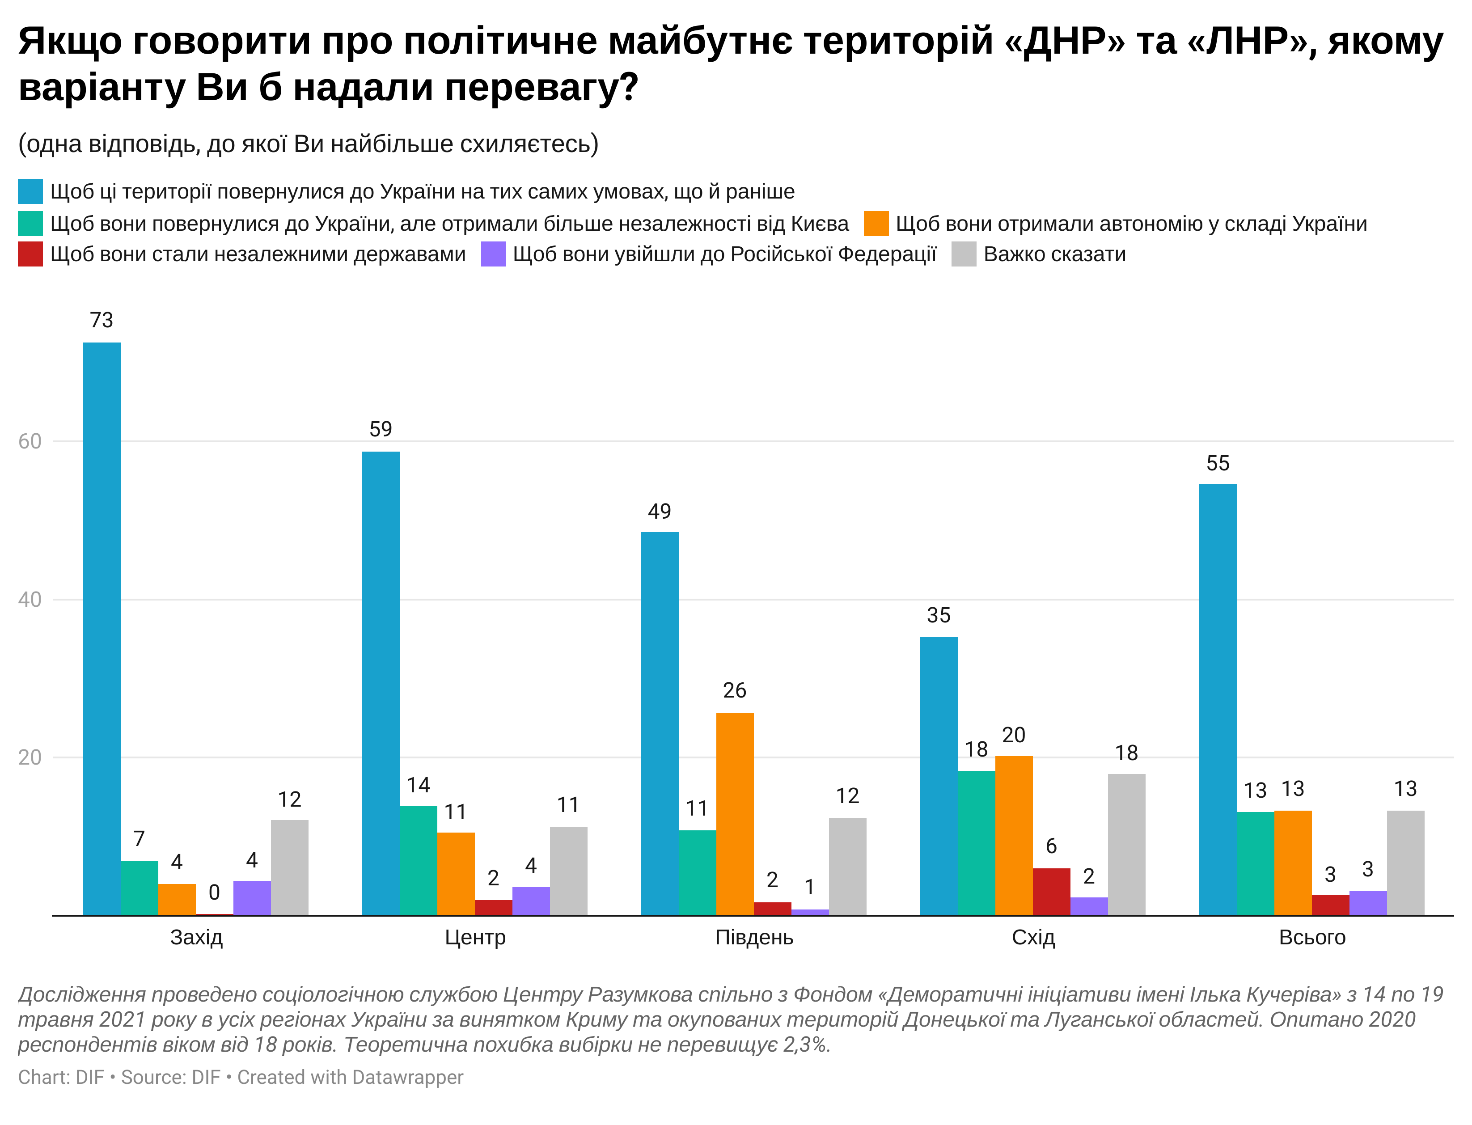 Якщо говорити про політичне майбутнє територій «ДНР» та «ЛНР», якому
варіанту Ви б надали перевагу?
(одна відповідь, до якої Ви найбільше схиляєтесь)
Щоб ці території повернулися до України на тих самих умовах, що й раніше
Щоб вони повернулися до України, але отримали більше незалежності від Києва Щоб вони отримали автономію у складі України
Щоб вони стали незалежними державами Щоб вони увійшли до Російської Федерації Важко сказати
60
40
20
73 7 4 0 4 12
59 14 11 2 4 11
49 11 26 2 1 12
35 18 20 6 2 18
55 13 13 3 3 13
Захід Центр Південь Схід Всього
Дослідження проведено соціологічною службою Центру Разумкова спільно з Фондом «Деморатичні ініціативи імені Ілька Кучеріва» з 14 по 19
травня 2021 року в усіх регіонах України за винятком Криму та окупованих територій Донецької та Луганської областей. Опитано 2020
респондентів віком від 18 років. Теоретична похибка вибірки не перевищує 2,3%.
Chart: DIF • Source: DIF • Created with Datawrapper